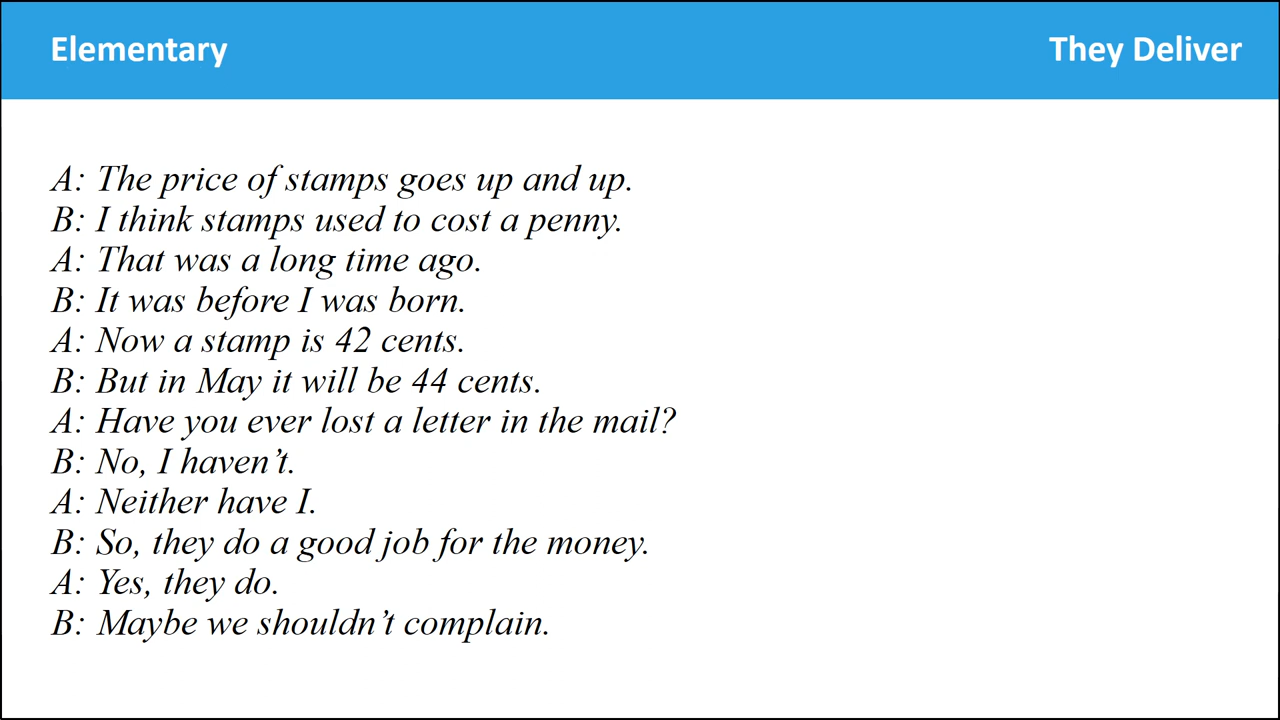 Elementary
They Deliver
A: The price of stamps goes up and up.
B: I think stamps used to cost a penny.
A: That was a long time ago.
B: It was before I was born.
A: Now a stamp is 42 cents.
B: But in May it will be 44 cents.
A: Have you ever lost a letter in the mail?
B: No, I haven’t.
A: Neither have I.
B: So, they do a good job for the money.
A: Yes, they do.
B: Maybe we shouldn’t complain.